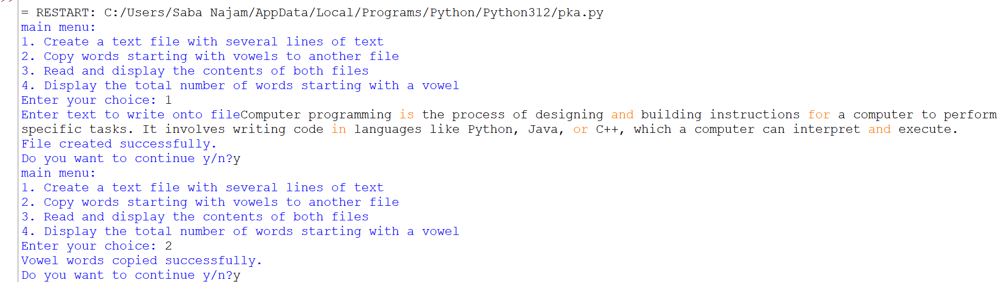 = RESTART: C:/Users/Saba Najam/AppData/Local/Programs/Python/Python312/pka.py
main menu:
1. Create a text file with several lines of text
2. Copy words starting with vowels to another file
3. Read and display the contents of both files
4. Display the total number of words starting with a vowel
Enter your choice: 1
Enter text to write onto fileComputer programming is the process of designing and building instructions for a computer to perform
specific tasks. It involves writing code in languages like Python, Java, or C++, which a computer can interpret and execute.
File created successfully.
Do you want to continue y/n?y
main menu:
1. Create a text file with several lines of text
2. Copy words starting with vowels to another file
3. Read and display the contents of both files
4. Display the total number of words starting with a vowel
Enter your choice: 2
Vowel words copied successfully.
Do you want to continue y/n?y